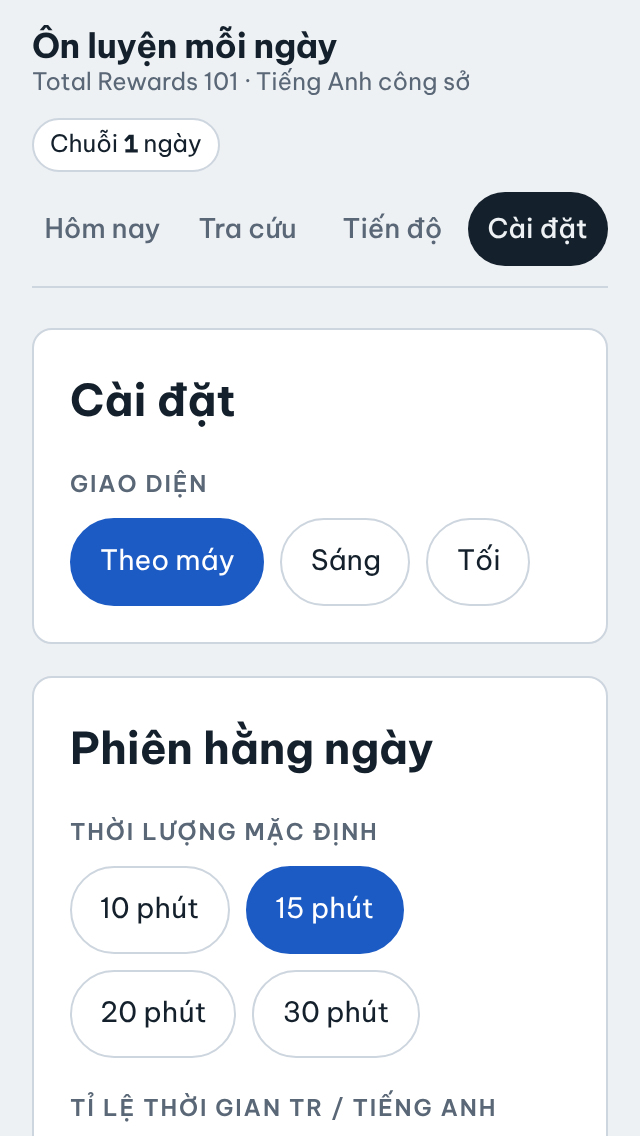 Ôn luyện mỗi ngày
Total Rewards 101 · Tiếng Anh công sở
Chuỗi 1 ngày
Hôm nay Tra cứu Tiến độ Cài đặt
Cài đặt
GIAO DIỆN
Theo máy Sáng Tối
Phiên hằng ngày
THỜI LƯỢNG MẶC ĐỊNH
10 phút 15 phút
20 phút 30 phút
TỈ LỆ THỜI GIAN TR / TIẾNG ANH